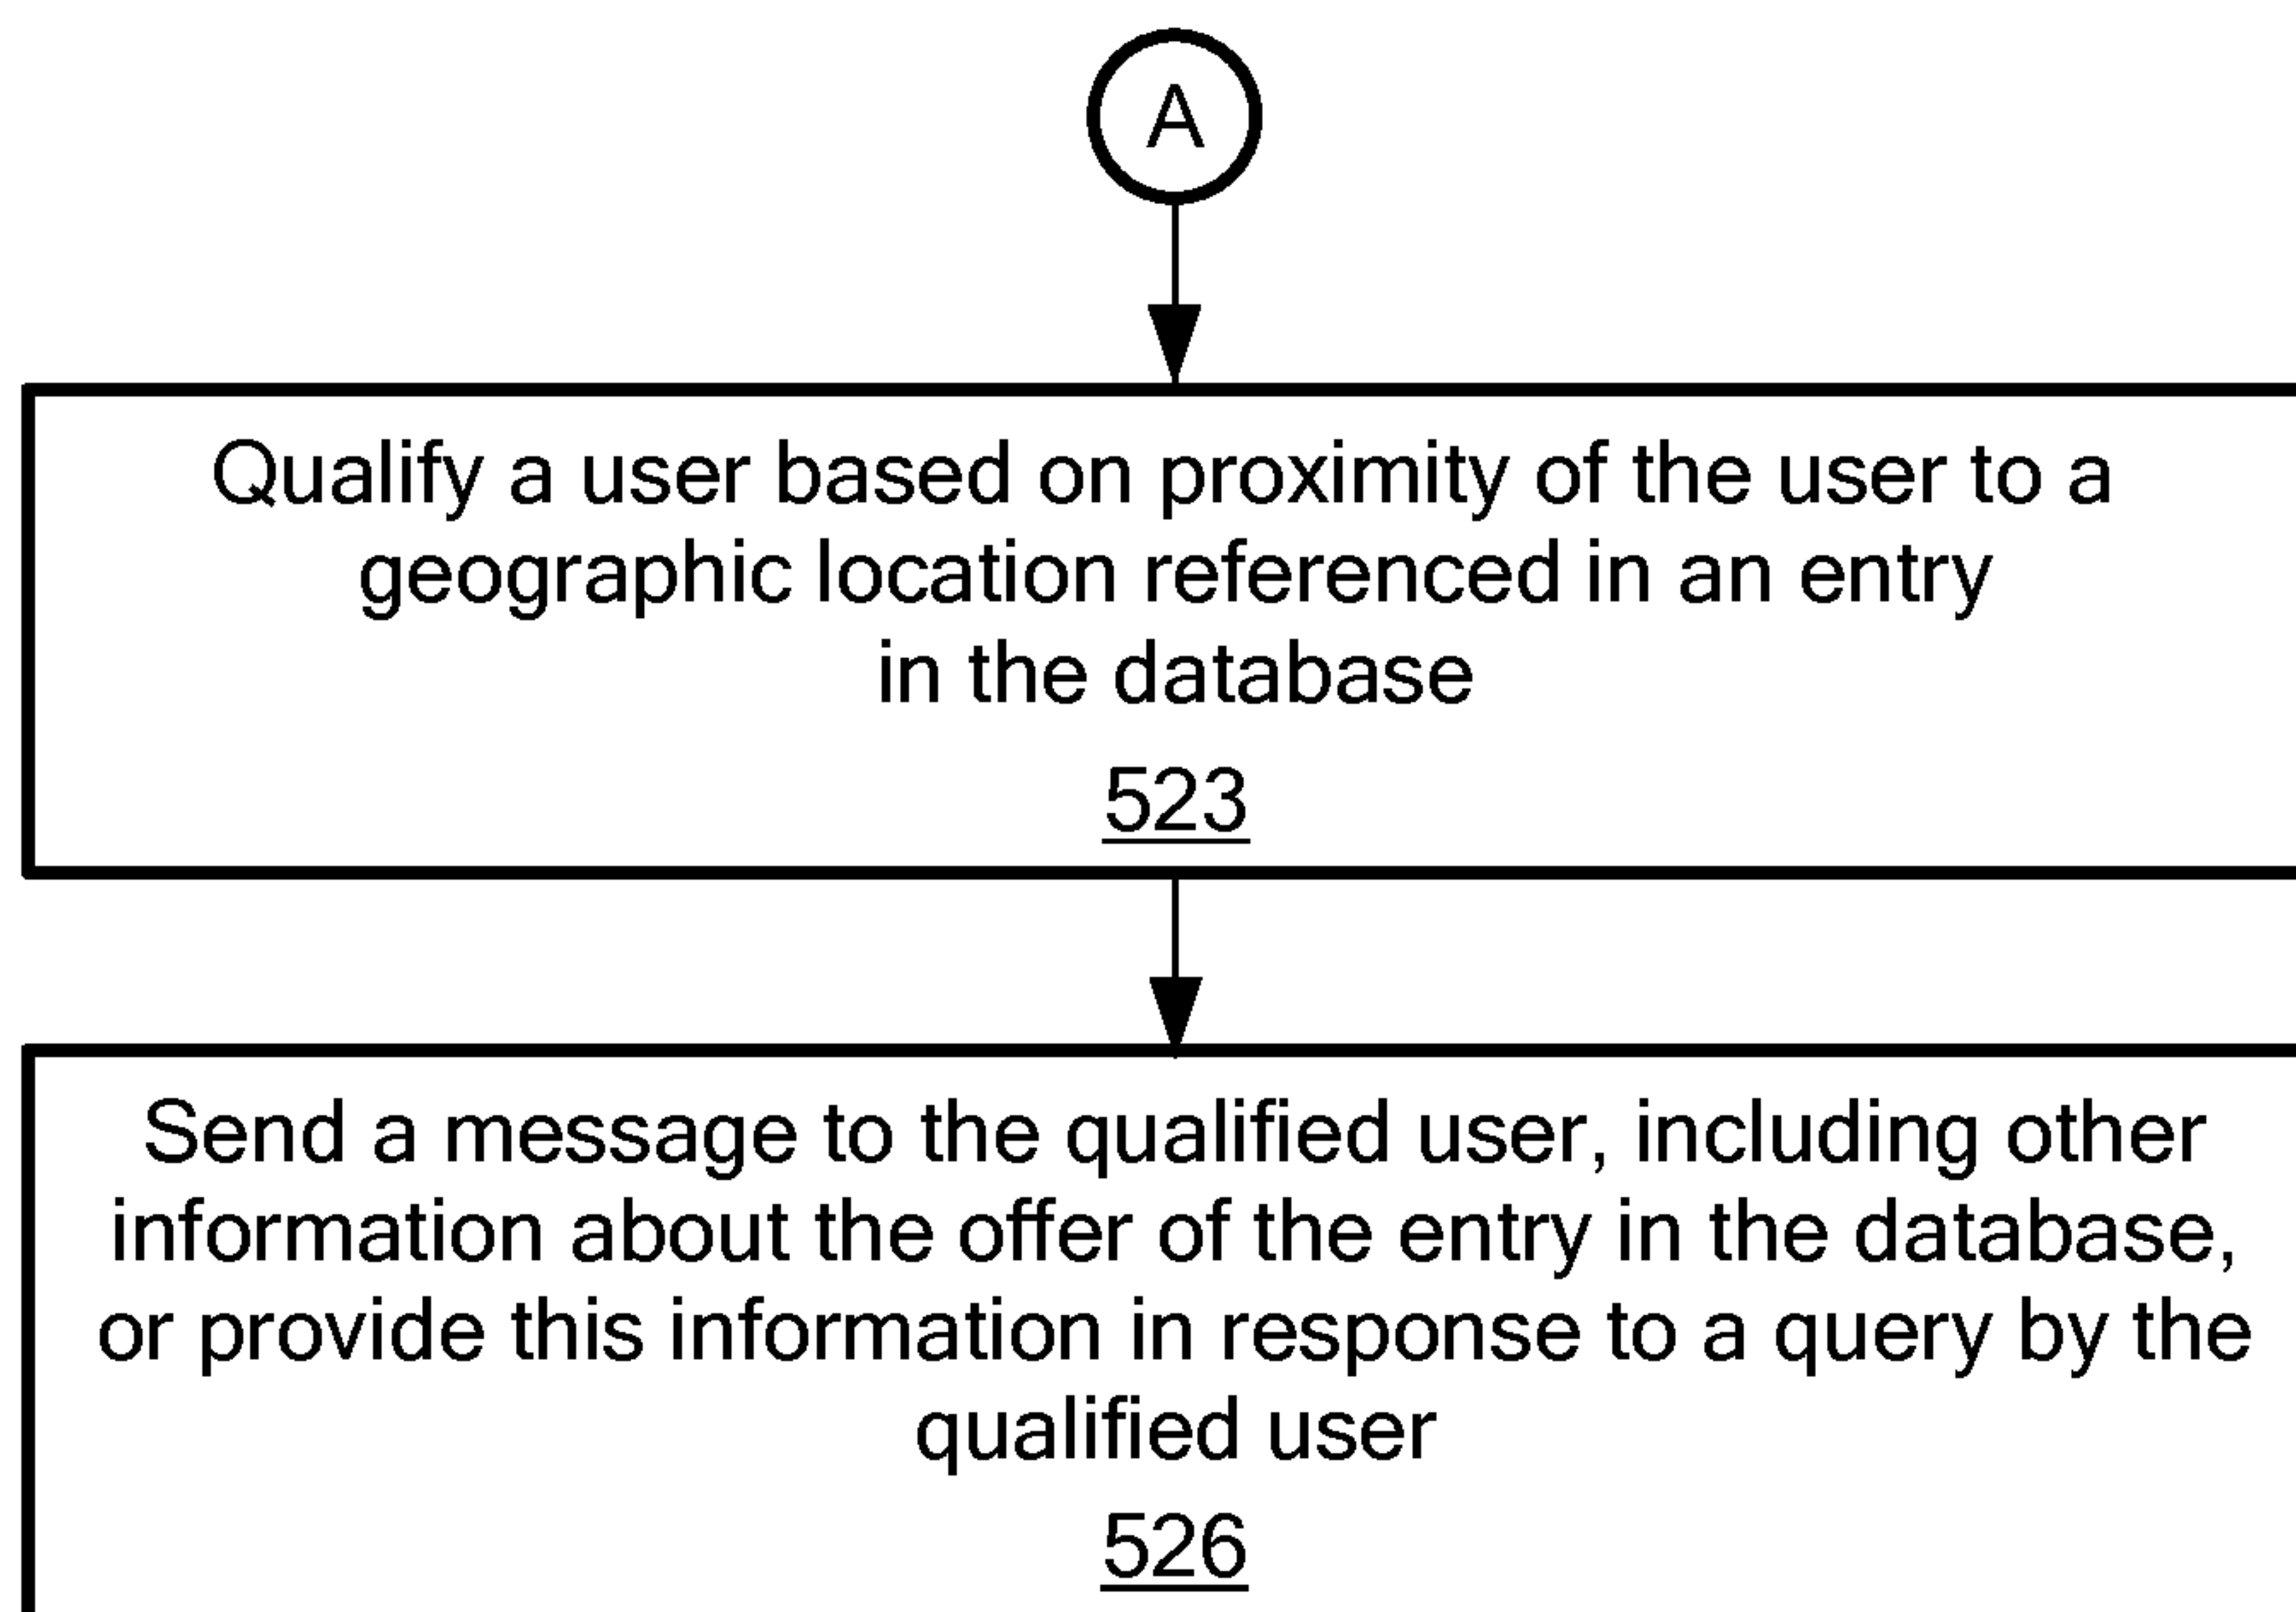 A
Qualify a user based on proximity of the user to a
geographic location referenced in an entry
in the database
523
Send a message to the qualified user, including other
information about the offer of the entry in the database,
or provide this information in response to a query by the
qualified user
526